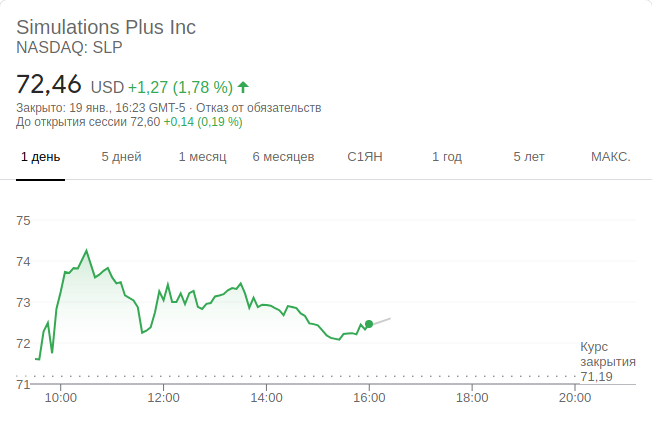 Simulations Plus Inc
NASDAQ: SLP
72,46 USD +1,27 (1,78 %)
Закрыто: 19 янв., 16:23 GMT-5 · Отказ от обязательств
До открытия сессии 72,60 +0,14 (0,19 %)
1 день 5 дней 1 месяц 6 месяцев С1ЯН 1 год 5 лет МАКС.
75
74
73
72
Курс
закрытия
71,19
71
10:00 12:00 14:00 16:00 18:00 20:00